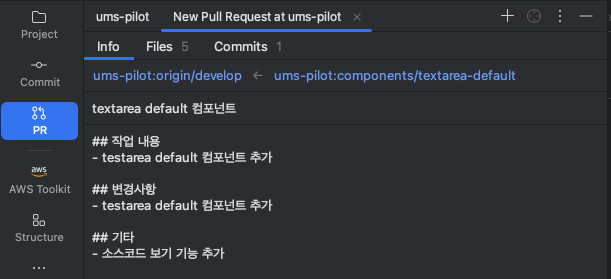 ums-pilot
New Pull Request at ums-pilot
Project
Info
Files 5
Commits 1
Commit
ums-pilot:origin/develop ← ums-pilot:components/textarea-default
textarea default 컴포넌트
PR
## 작업 내용
- testarea default 컴포넌트 추가
aws
AWS Toolkit
## 변경사항
- testarea default 컴포넌트 추가
Structure
## 기타
- 소스코드 보기 기능 추가